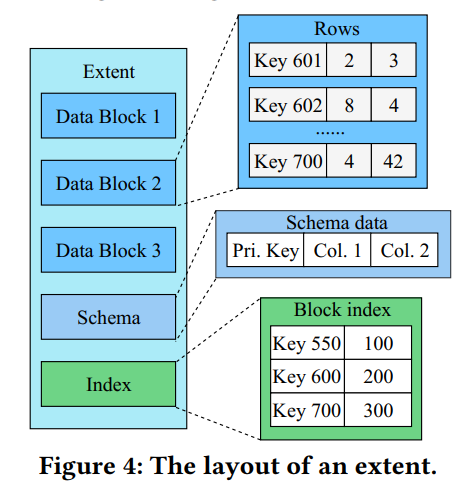 Extent
Data Block 1
Data Block 2
Data Block 3
Schema
Index
Rows
Key 601 2 3
Key 602 8 4
......
Key 700 4 42
Schema data
Pri. Key Col. 1 Col. 2
Block index
Key 550 100
Key 600 200
Key 700 300
Figure 4: The layout of an extent.